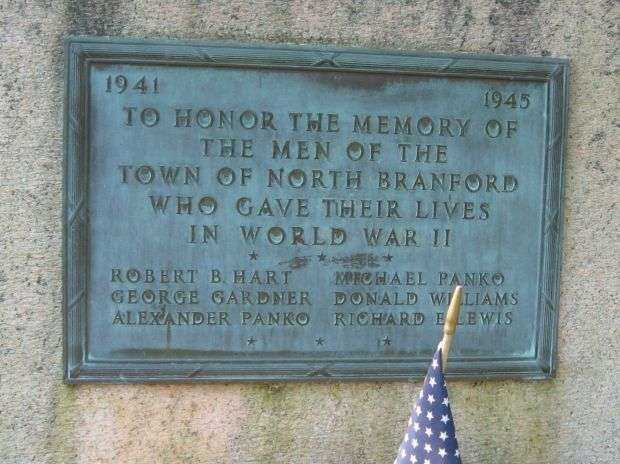 1941 1945
TO HONOR THE MEMORY OF
THE MEN OF THE
TOWN OF NORTH BRANFORD
WHO GAVE THEIR LIVES
IN WORLD WAR II
ROBERT B. HART MICHAEL PANKO
GEORGE GARDNER DONALD WILLIAMS
ALEXANDER PANKO RICHARD E. LEWIS